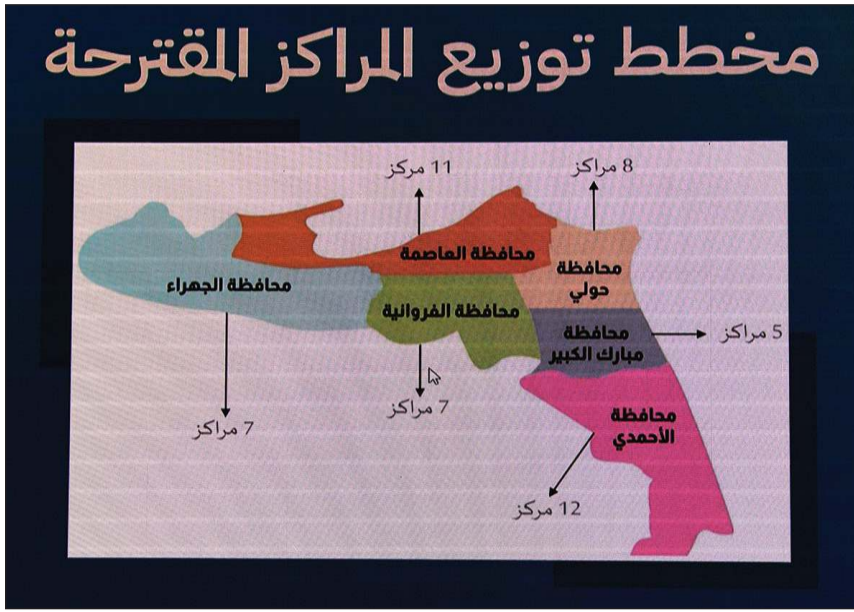 مخطط توزيع المراكز المقترحة
8 مراكز
11 مركز
محافظة العاصمة
محافظة
حولي
محافظة الجهراء
محافظة الفروانية
محافظة
مبارك الكبير
5 مراكز
7 مراكز
7 مراكز
محافظة
الأحمدي
12 مركز